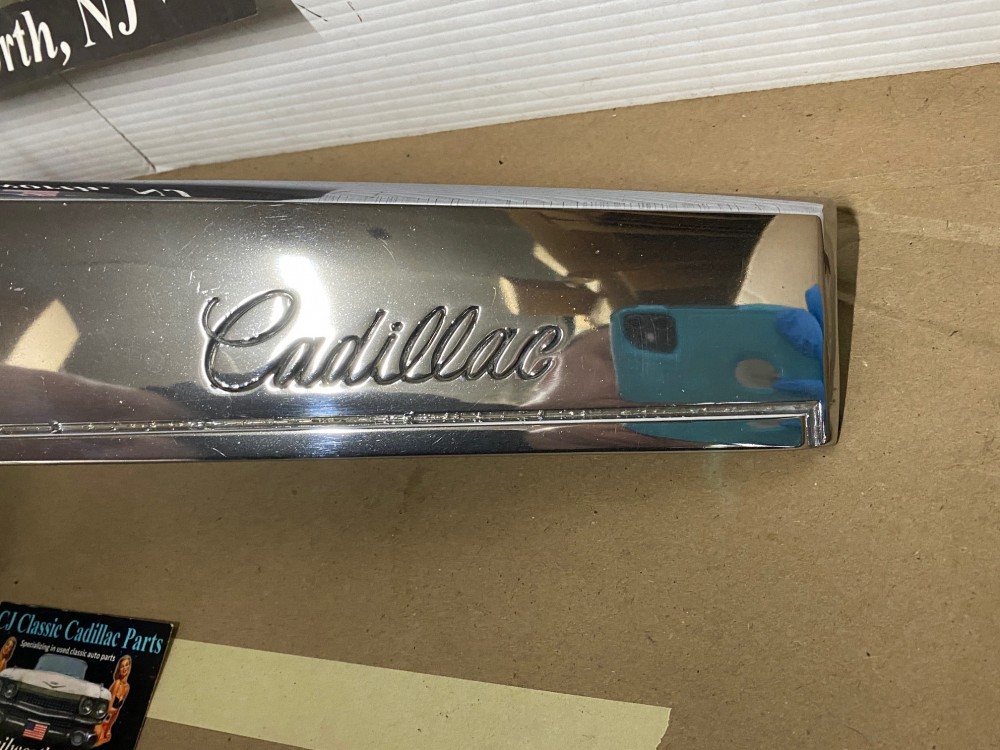 rth, NJ
Cadillac
CJ Classic Cadillac Parts
Specializing in used classic auto parts